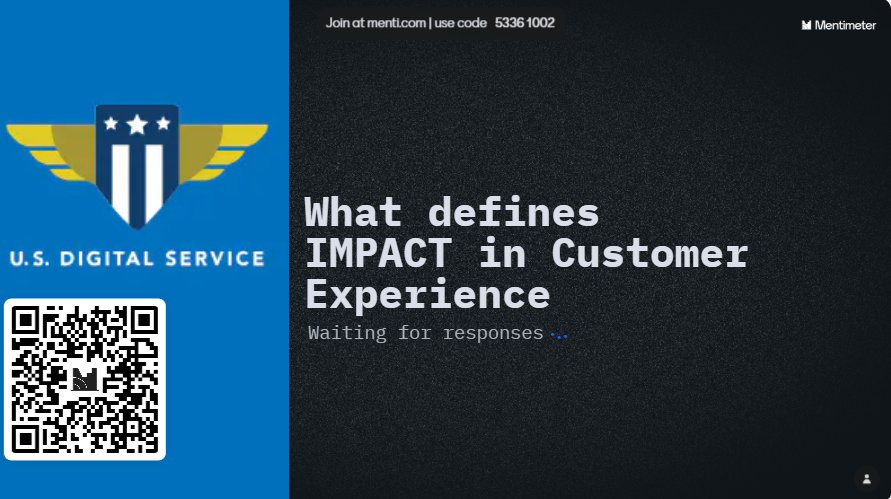 Join at menti.com | use code 5336 1002
Mentimeter
U.S. DIGITAL SERVICE
What defines
IMPACT in Customer
Experience
Waiting for responses